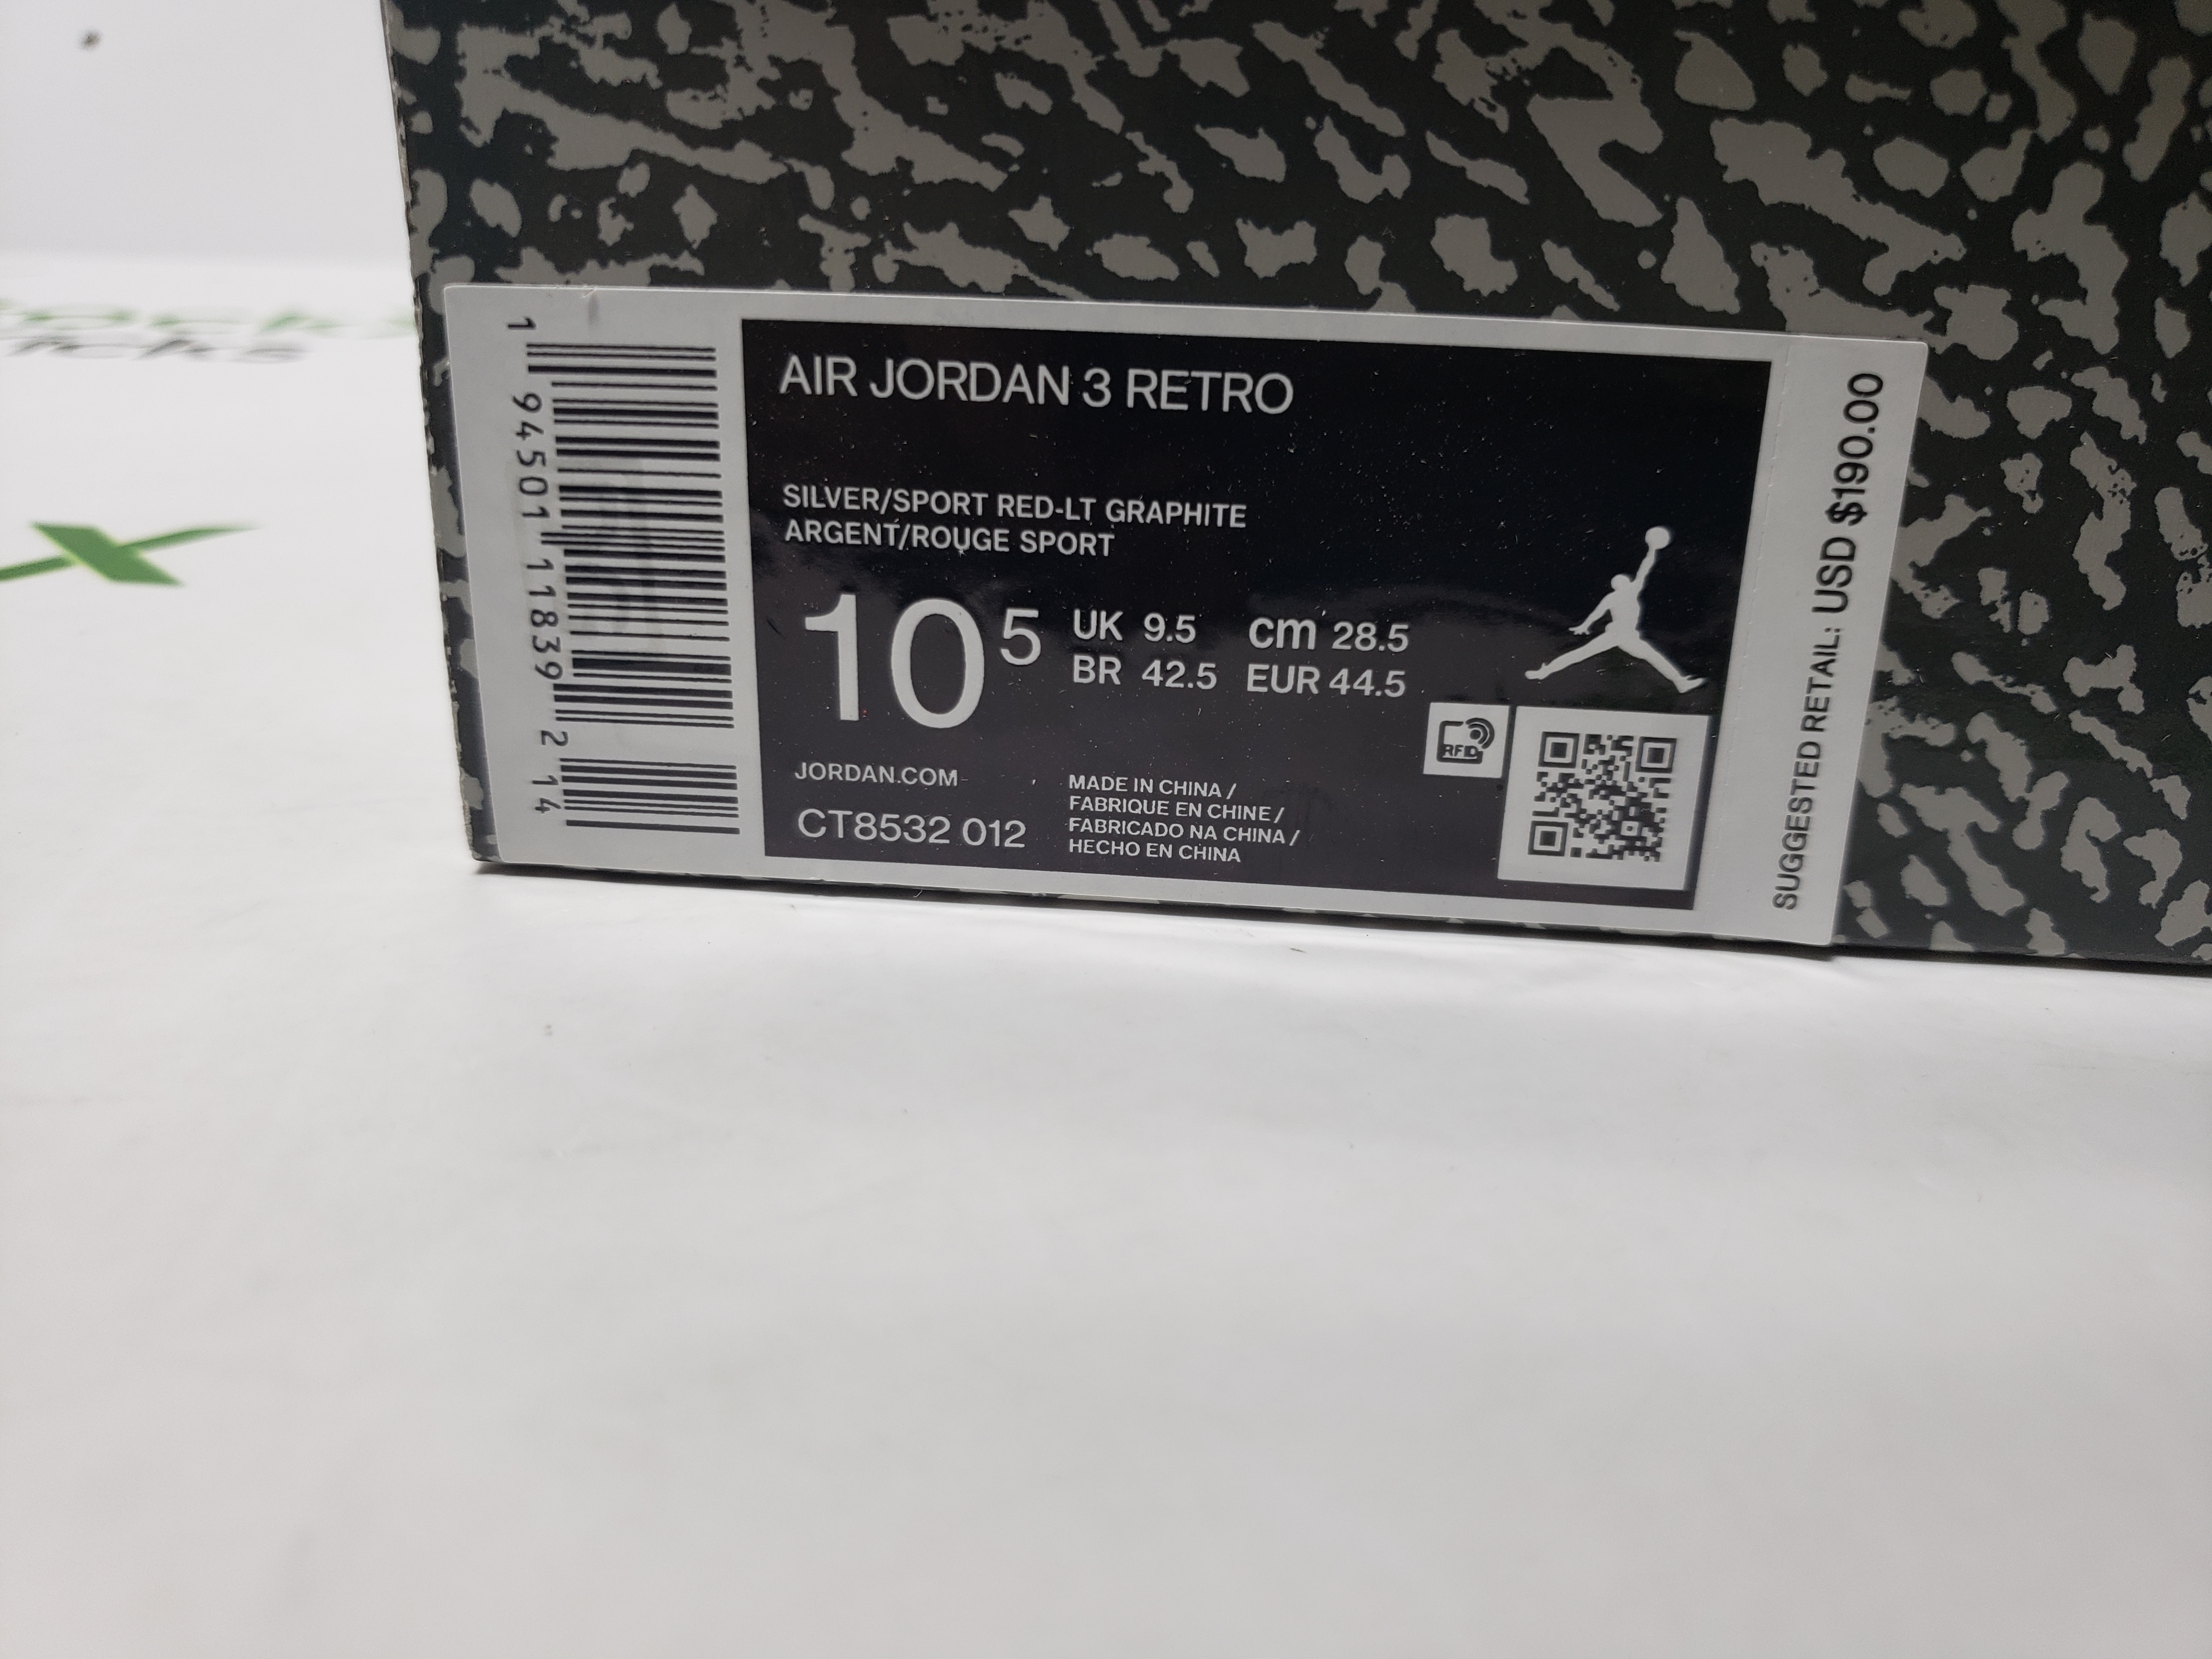 AIR JORDAN 3 RETRO
SILVER/SPORT RED-LT GRAPHITE
ARGENT/ROUGE SPORT
10 5
UK 9.5 cm 28.5
BR 42.5 EUR 44.5
JORDAN.COM
CT8532 012
MADE IN CHINA /
FABRIQUE EN CHINE /
FABRICADO NA CHINA /
HECHO EN CHINA
RFID
1 94501 11839 2 14
SUGGESTED RETAIL: USD $190.00